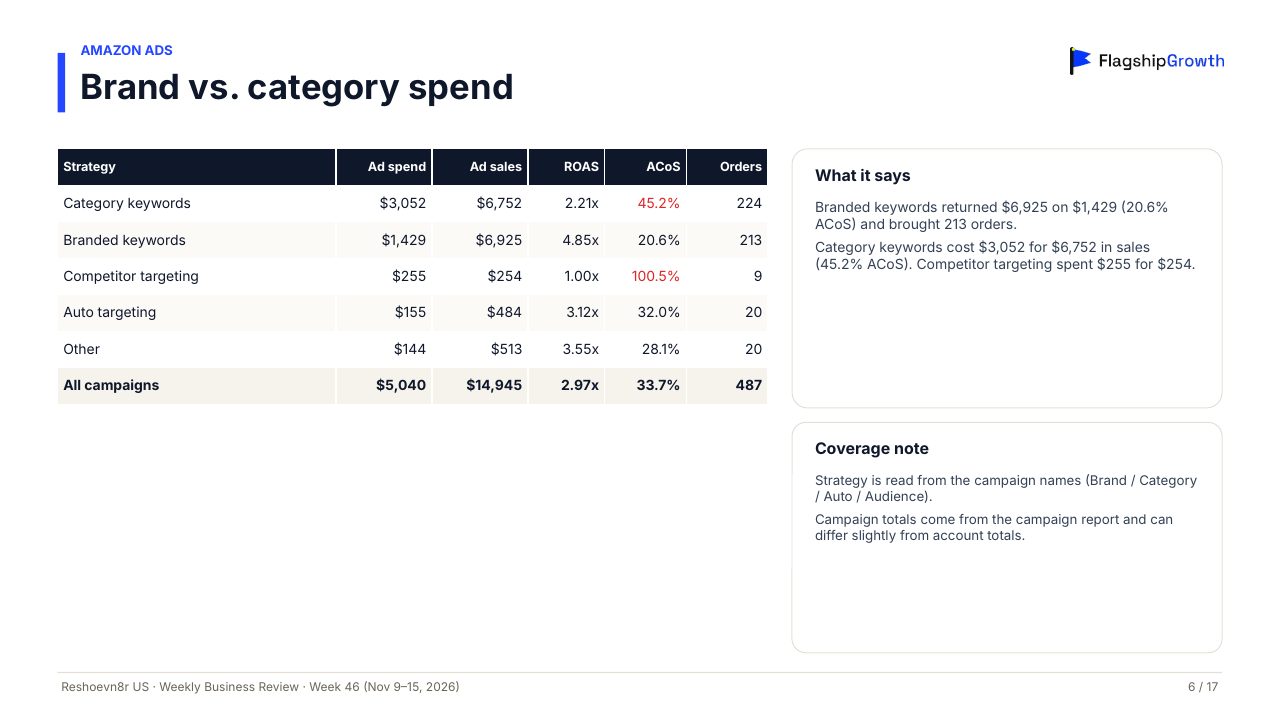 AMAZON ADS
Brand vs. category spend
FlagshipGrowth
Strategy Ad spend Ad sales ROAS ACoS Orders
Category keywords $3,052 $6,752 2.21x 45.2% 224
Branded keywords $1,429 $6,925 4.85x 20.6% 213
Competitor targeting $255 $254 1.00x 100.5% 9
Auto targeting $155 $484 3.12x 32.0% 20
Other $144 $513 3.55x 28.1% 20
All campaigns $5,040 $14,945 2.97x 33.7% 487
What it says
Branded keywords returned $6,925 on $1,429 (20.6%
ACoS) and brought 213 orders.
Category keywords cost $3,052 for $6,752 in sales
(45.2% ACoS). Competitor targeting spent $255 for $254.
Coverage note
Strategy is read from the campaign names (Brand / Category
/ Auto / Audience).
Campaign totals come from the campaign report and can
differ slightly from account totals.
Reshoevn8r US · Weekly Business Review · Week 46 (Nov 9–15, 2026)
6 / 17